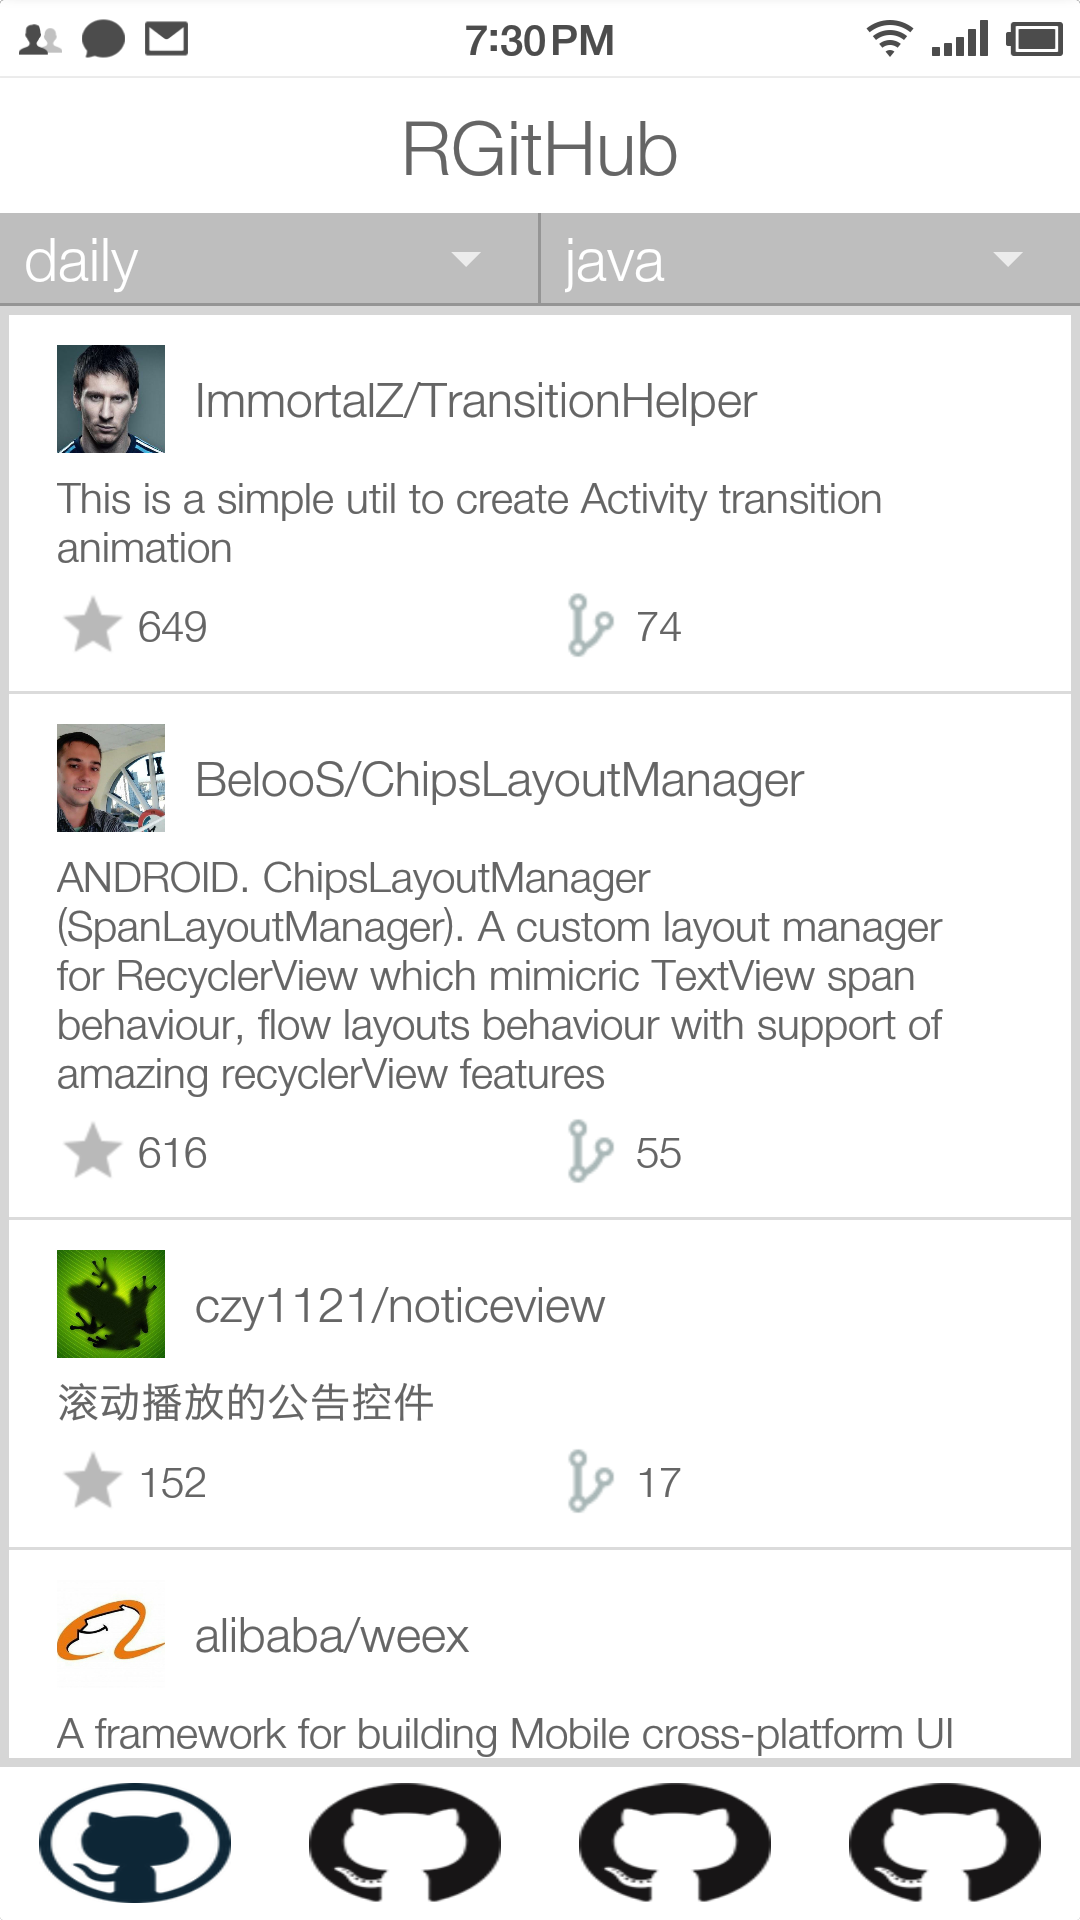 7:30 PM
RGitHub
daily
java
ImmortalZ/TransitionHelper
This is a simple util to create Activity transition
animation
649
74
BelooS/ChipsLayoutManager
ANDROID. ChipsLayoutManager
(SpanLayoutManager). A custom layout manager
for RecyclerView which mimicric TextView span
behaviour, flow layouts behaviour with support of
amazing recyclerView features
616
55
czy1121/noticeview
滚动播放的公告控件
152
17
alibaba/weex
A framework for building Mobile cross-platform UI